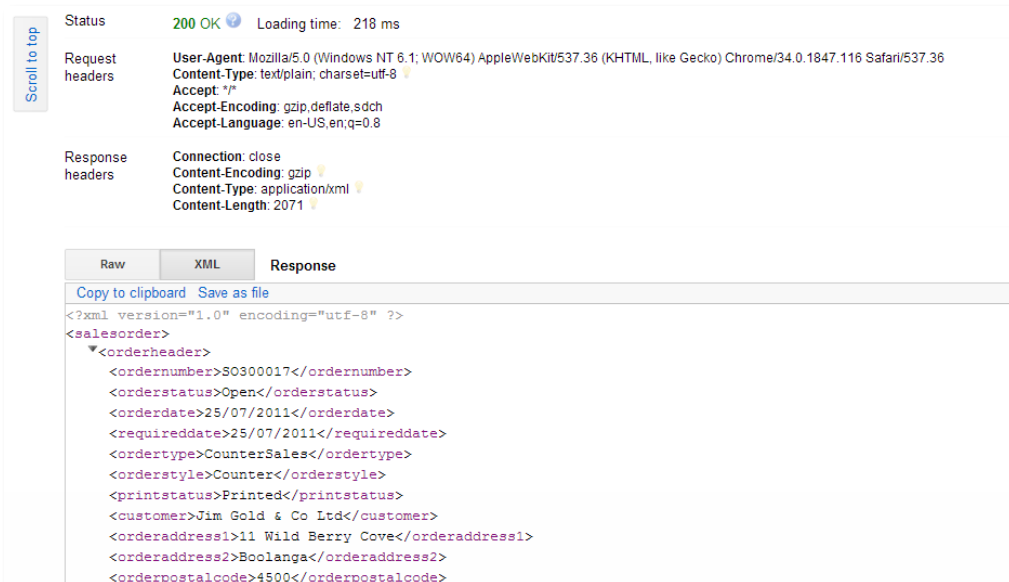 Scroll to top
Status
200 OK ? Loading time: 218 ms
Request headers
User-Agent: Mozilla/5.0 (Windows NT 6.1; WOW64) AppleWebKit/537.36 (KHTML, like Gecko) Chrome/34.0.1847.116 Safari/537.36
Content-Type: text/plain; charset=utf-8
Accept: */*
Accept-Encoding: gzip,deflate,sdch
Accept-Language: en-US,en;q=0.8
Response headers
Connection: close
Content-Encoding: gzip
Content-Type: application/xml
Content-Length: 2071
Raw XML Response
Copy to clipboard Save as file
<?xml version="1.0" encoding="utf-8" ?>
<salesorder>
<orderheader>
<ordernumber>SO300017</ordernumber>
<orderstatus>Open</orderstatus>
<orderdate>25/07/2011</orderdate>
<requireddate>25/07/2011</requireddate>
<ordertype>CounterSales</ordertype>
<orderstyle>Counter</orderstyle>
<printstatus>Printed</printstatus>
<customer>Jim Gold & Co Ltd</customer>
<orderaddress1>11 Wild Berry Cove</orderaddress1>
<orderaddress2>Boolanga</orderaddress2>
<orderpostalcode>4500</orderpostalcode>